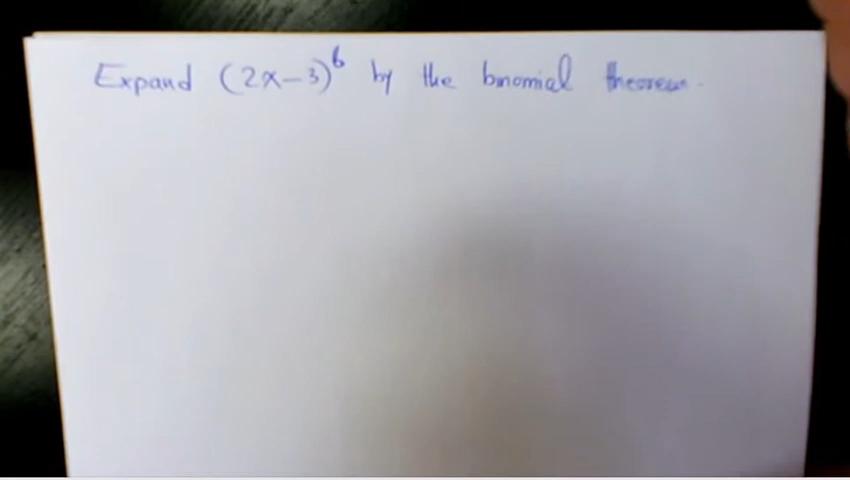 Expand (2x-3)⁶ by the binomial theorem.